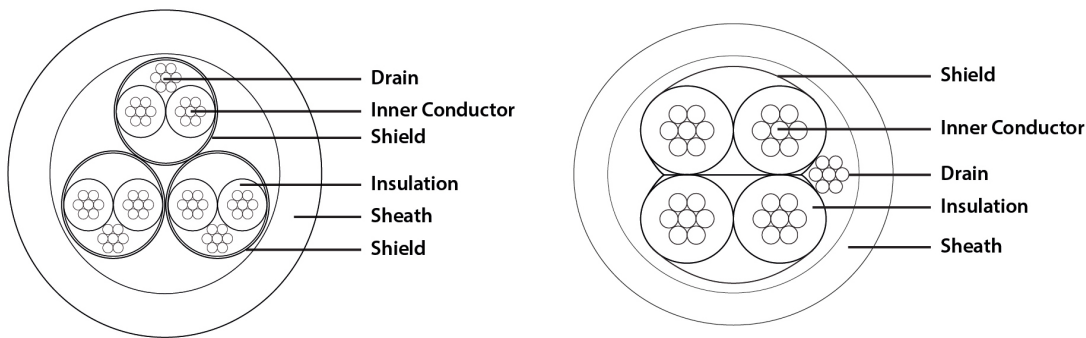 Drain
Inner Conductor
Shield
Insulation
Sheath
Shield
Shield
Inner Conductor
Drain
Insulation
Sheath